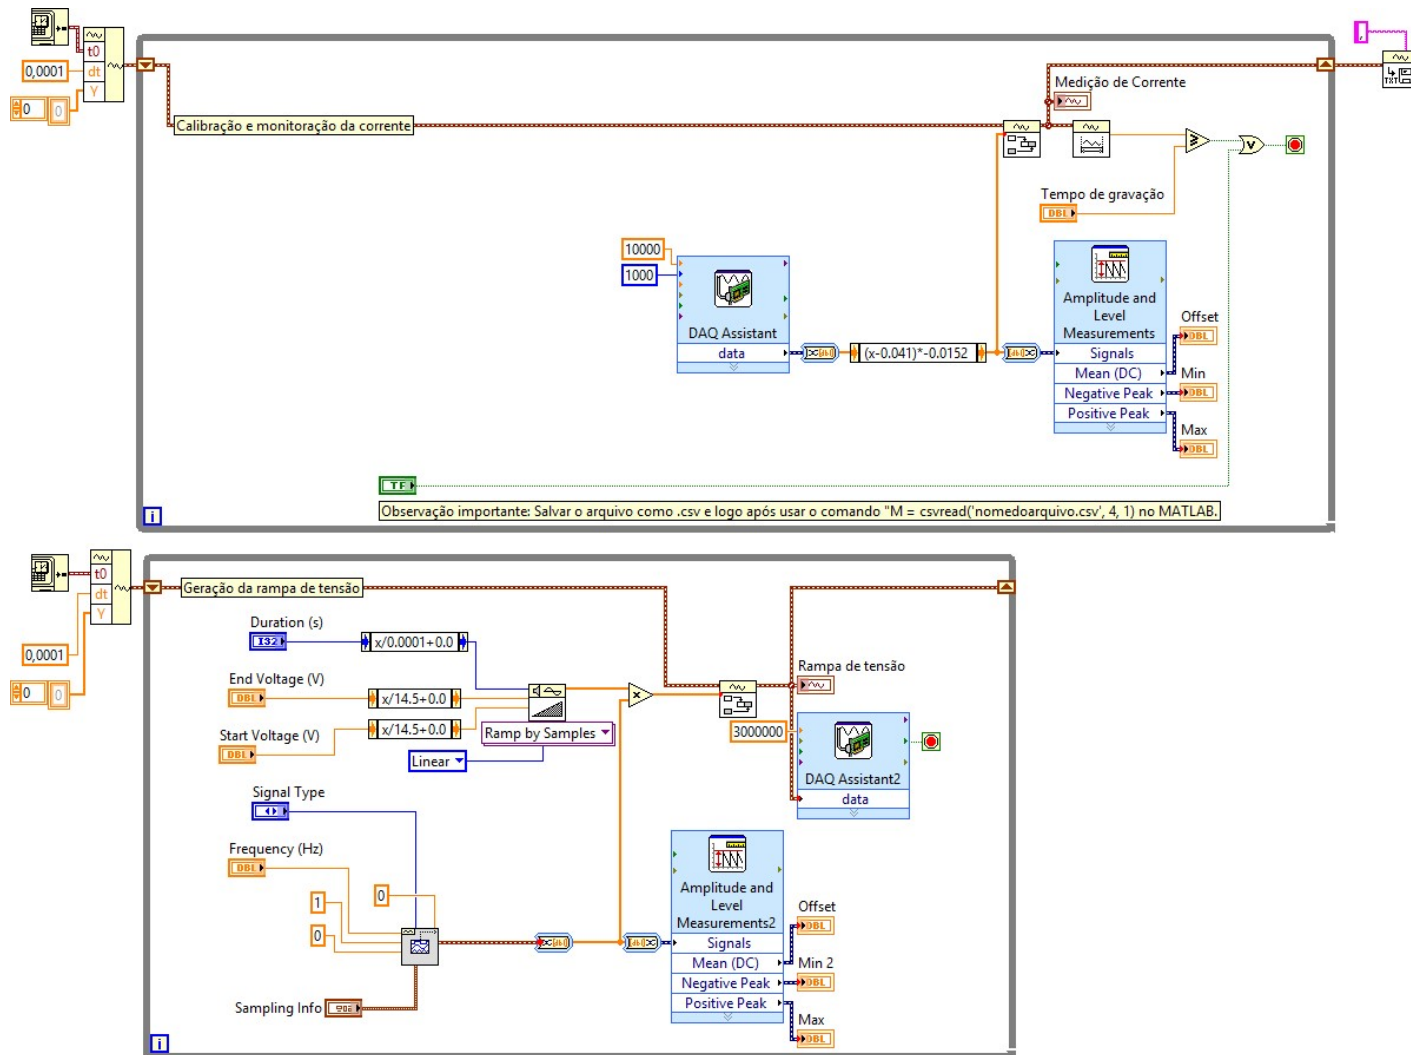 t0
0,0001
dt
Y
0
0
Calibração e monitoração da corrente
Medição de Corrente
TXT
V
Tempo de gravação
DBL
10000
1000
DAQ Assistant
data
(x-0.041)*-0.0152
Amplitude and
Level
Measurements
Signals
Mean (DC)
Negative Peak
Positive Peak
Offset
DBL
Min
DBL
Max
DBL
TF
Observação importante: Salvar o arquivo como .csv e logo após usar o comando "M = csvread('nomedoarquivo.csv', 4, 1) no MATLAB.
i
t0
dt
Y
0,0001
0
0
Geração da rampa de tensão
Duration (s)
I32
x/0.0001+0.0
End Voltage (V)
DBL
x/14.5+0.0
Start Voltage (V)
DBL
x/14.5+0.0
Ramp by Samples
Linear
Rampa de tensão
3000000
DAQ Assistant2
data
Signal Type
Frequency (Hz)
DBL
1
0
0
Sampling Info
Amplitude and
Level
Measurements2
Signals
Mean (DC)
Negative Peak
Positive Peak
Offset
DBL
Min 2
DBL
Max
DBL
i